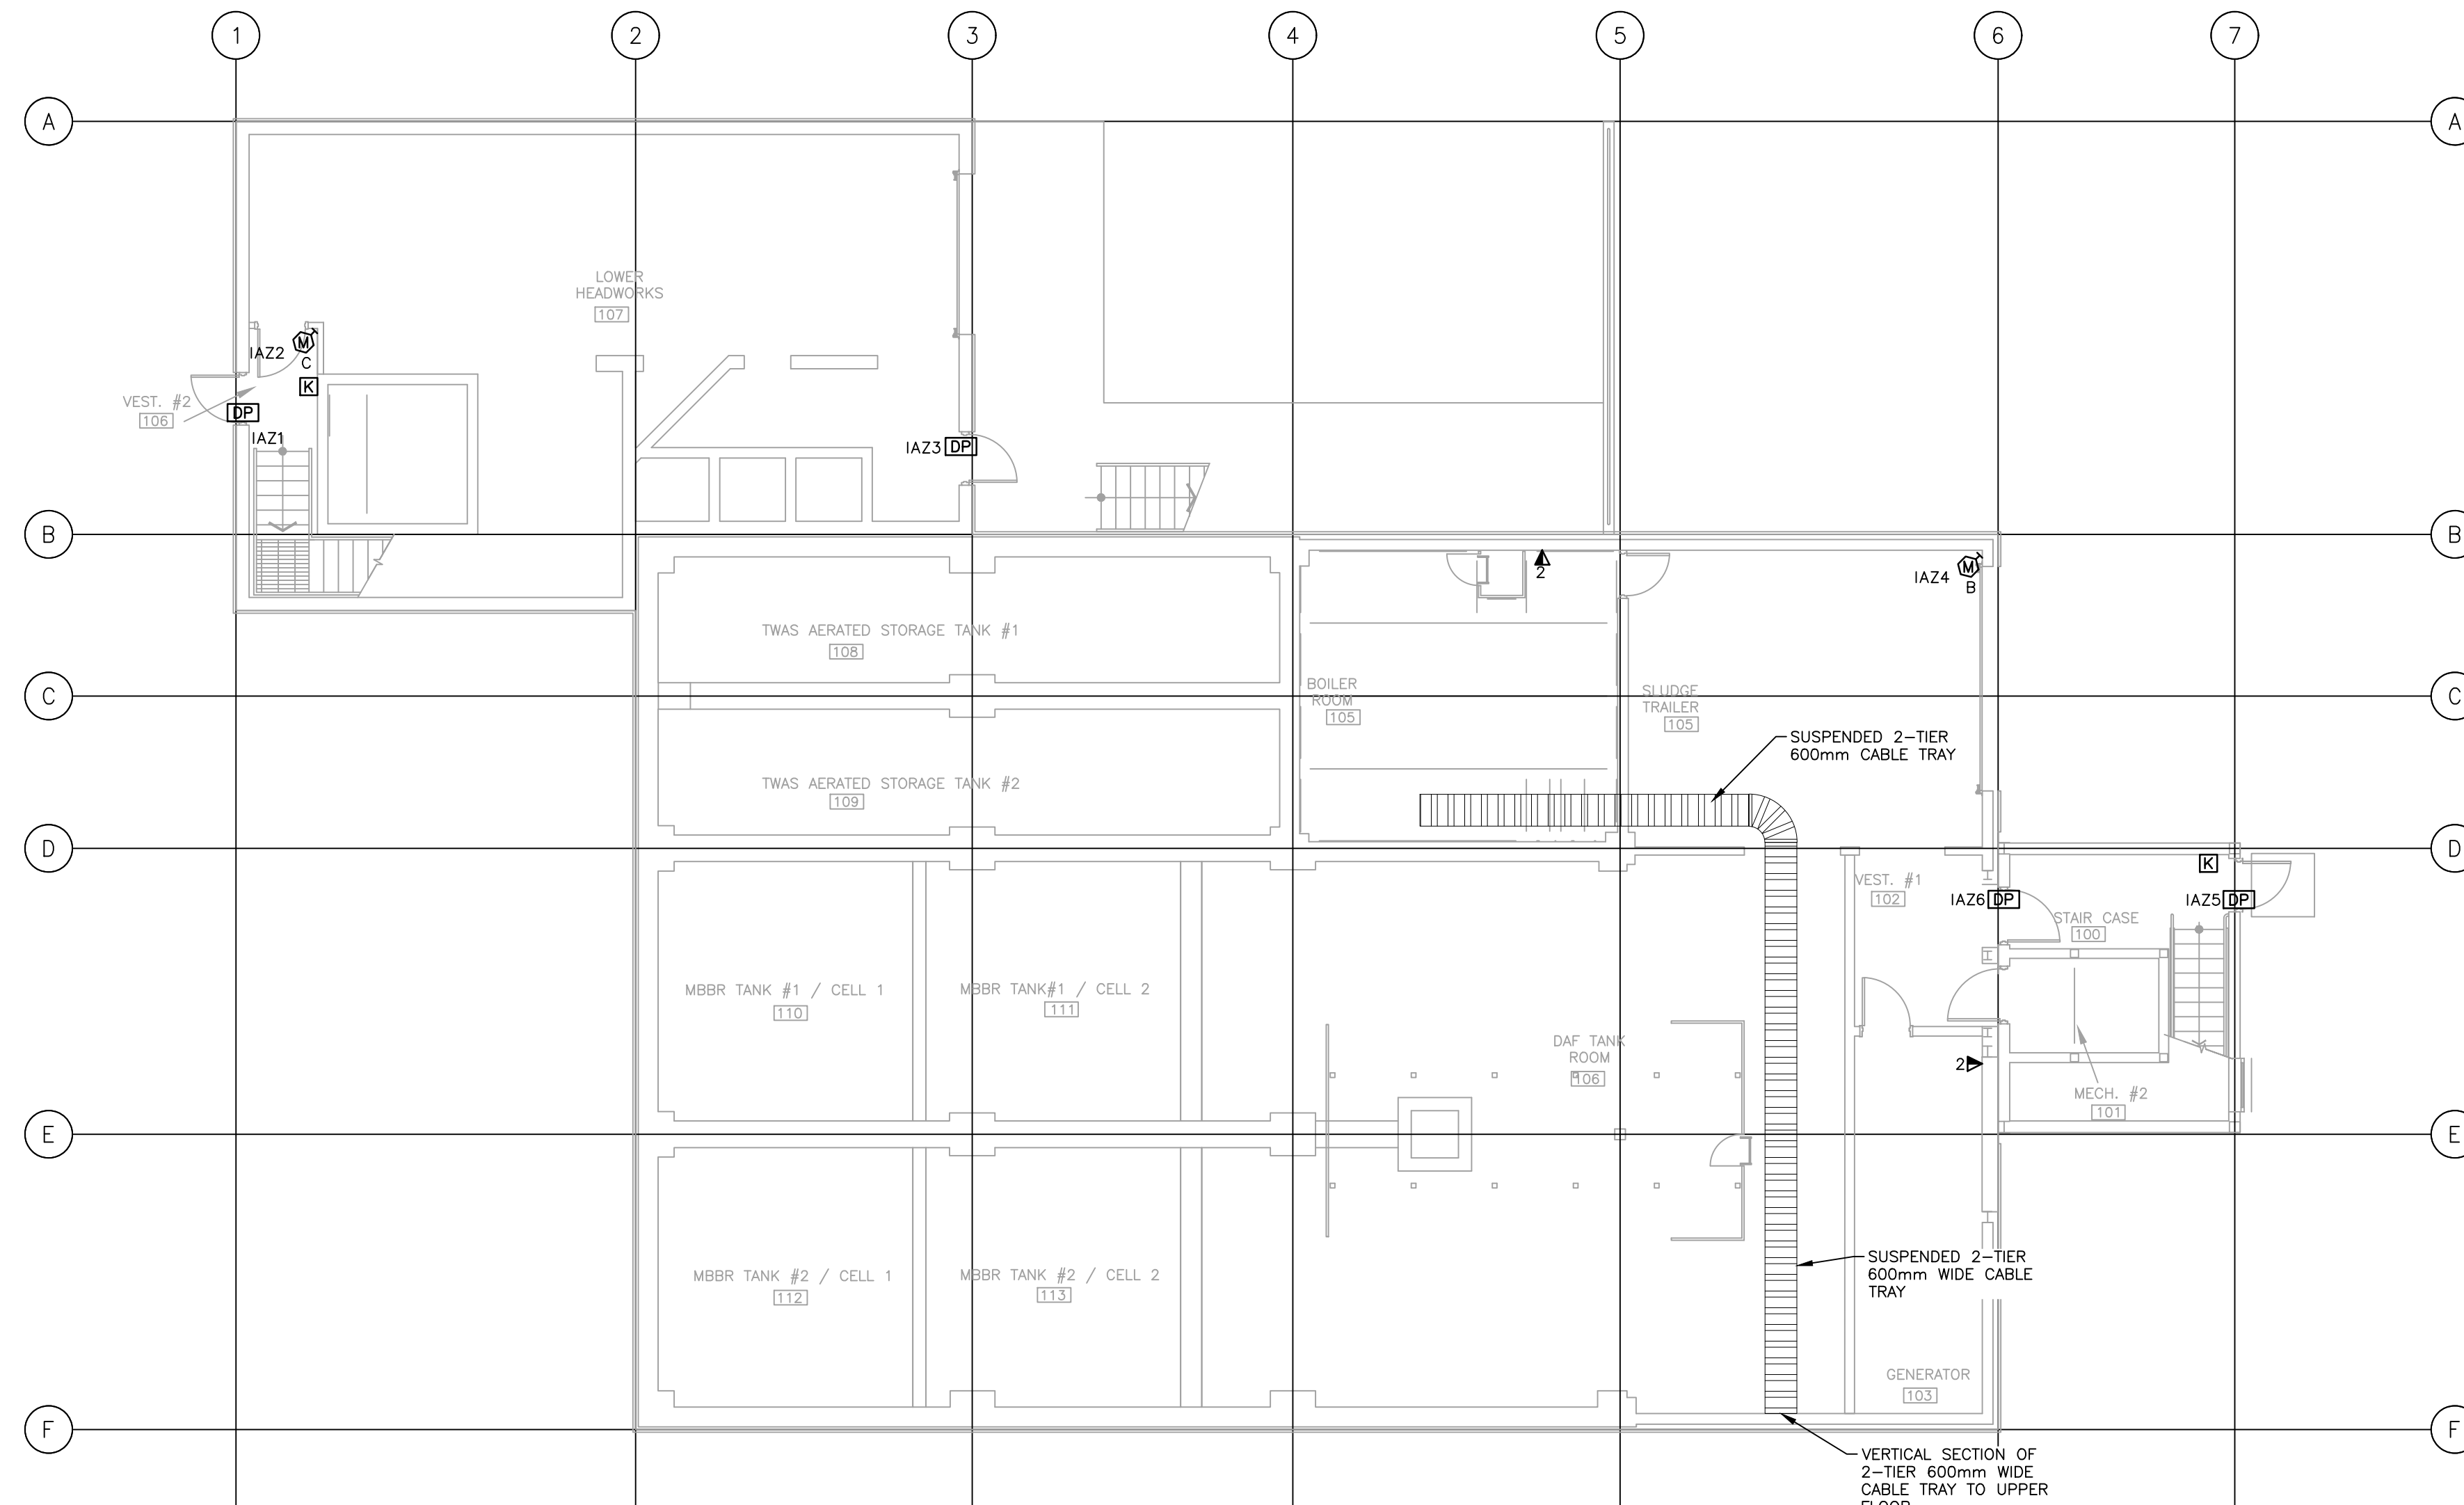 1
2
3
4
5
6
7
A
A
LOWER
HEADWORKS
107
IAZ2
M
C
K
VEST. #2
106
DP
IAZ1
IAZ3 DP
B
B
2
IAZ4
M
B
TWAS AERATED STORAGE TANK #1
108
BOILER
ROOM
105
SLUDGE
TRAILER
105
C
C
SUSPENDED 2-TIER
600mm CABLE TRAY
TWAS AERATED STORAGE TANK #2
109
D
D
K
VEST. #1
102
IAZ6 DP
IAZ5 DP
STAIR CASE
100
MBBR TANK #1 / CELL 1
110
MBBR TANK#1 / CELL 2
111
DAF TANK
ROOM
106
2
MECH. #2
101
E
E
SUSPENDED 2-TIER
600mm WIDE CABLE
TRAY
MBBR TANK #2 / CELL 1
112
MBBR TANK #2 / CELL 2
113
GENERATOR
103
F
F
VERTICAL SECTION OF
2-TIER 600mm WIDE
CABLE TRAY TO UPPER
FLOOR